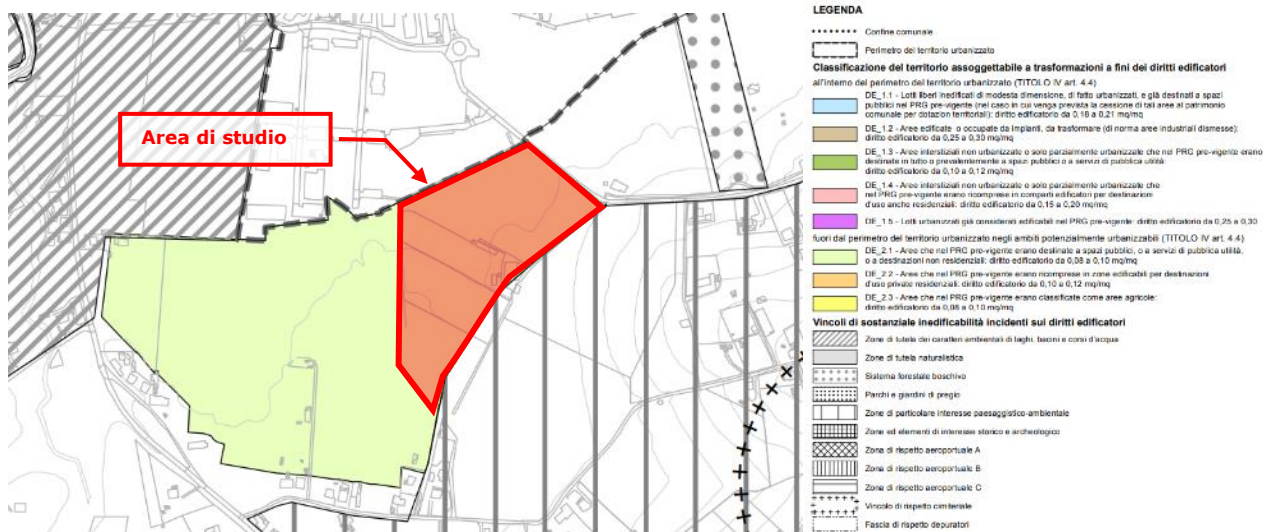 Area di studio
LEGENDA
Confine comunale
Perimetro del territorio urbanizzato
Classificazione del territorio assoggettabile a trasformazioni a fini dei diritti edificatori
all'interno del perimetro del territorio urbanizzato (TITOLO IV art. 4.4)
DE_1.1 - Lotti liberi inedificati di modesta dimensione, di fatto urbanizzati, e già destinati a spazi
pubblici nel PRG pre-vigente (nel caso in cui venga prevista la cessione di tali aree al patrimonio
comunale per dotazioni territoriali): diritto edificatorio da 0,18 a 0,21 mq/mq
DE_1.2 - Aree edificate o occupate da impianti, da trasformare (di norma aree industriali dismesse):
diritto edificatorio da 0,25 a 0,30 mq/mq
DE_1.3 - Aree interstiziali non urbanizzate o solo parzialmente urbanizzate che nel PRG pre-vigente erano
destinate in tutto o prevalentemente a spazi pubblici o a servizi di pubblica utilità:
diritto edificatorio da 0,10 a 0,12 mq/mq
DE_1.4 - Aree interstiziali non urbanizzate o solo parzialmente urbanizzate che
nel PRG pre-vigente erano ricomprese in comparti edificatori per destinazioni
d'uso anche residenziali: diritto edificatorio da 0,15 a 0,20 mq/mq
DE_1.5 - Lotti urbanizzati già considerati edificabili nel PRG pre-vigente: diritto edificatorio da 0,25 a 0,30
fuori dal perimetro del territorio urbanizzato negli ambiti potenzialmente urbanizzabili (TITOLO IV art. 4.4)
DE_2.1 - Aree che nel PRG pre-vigente erano destinate a spazi pubblici, o a servizi di pubblica utilità,
o a destinazioni non residenziali: diritto edificatorio da 0,08 a 0,10 mq/mq
DE_2.2 - Aree che nel PRG pre-vigente erano ricomprese in zone edificabili per destinazioni
d'uso private residenziali: diritto edificatorio da 0,10 a 0,12 mq/mq
DE_2.3 - Aree che nel PRG pre-vigente erano classificate come aree agricole:
diritto edificatorio da 0,08 a 0,10 mq/mq
Vincoli di sostanziale inedificabilità incidenti sui diritti edificatori
Zone di tutela dei caratteri ambientali di laghi, bacini e corsi d'acqua
Zone di tutela naturalistica
Sistema forestale boschivo
Parchi e giardini di pregio
Zone di particolare interesse paesaggistico-ambientale
Zone ed elementi di interesse storico e archeologico
Zona di rispetto aeroportuale A
Zona di rispetto aeroportuale B
Zona di rispetto aeroportuale C
Vincolo di rispetto cimiteriale
Fascia di rispetto depuratori